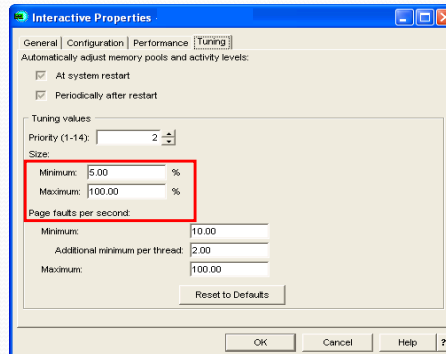 Interactive Properties -
General Configuration Performance Tuning
Automatically adjust memory pools and activity levels:
At system restart
Periodically after restart
Tuning values
Priority (1-14): 2
Size:
Minimum: 5.00 %
Maximum: 100.00 %
Page faults per second:
Minimum: 10.00
Additional minimum per thread: 2.00
Maximum: 100.00
Reset to Defaults
OK Cancel Help ?